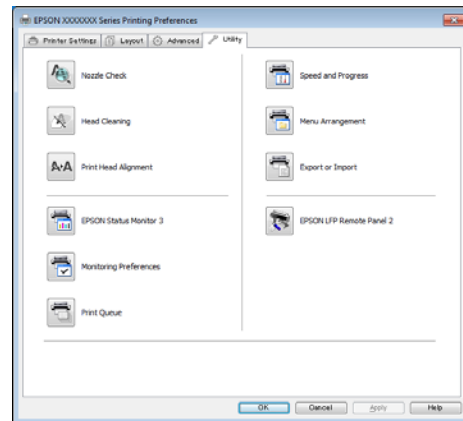 EPSON XXXXXXX Series Printing Preferences
Printer Settings Layout Advanced Utility
Nozzle Check
Head Cleaning
Print Head Alignment
EPSON Status Monitor 3
Monitoring Preferences
Print Queue
Speed and Progress
Menu Arrangement
Export or Import
EPSON LFP Remote Panel 2
OK Cancel Apply Help